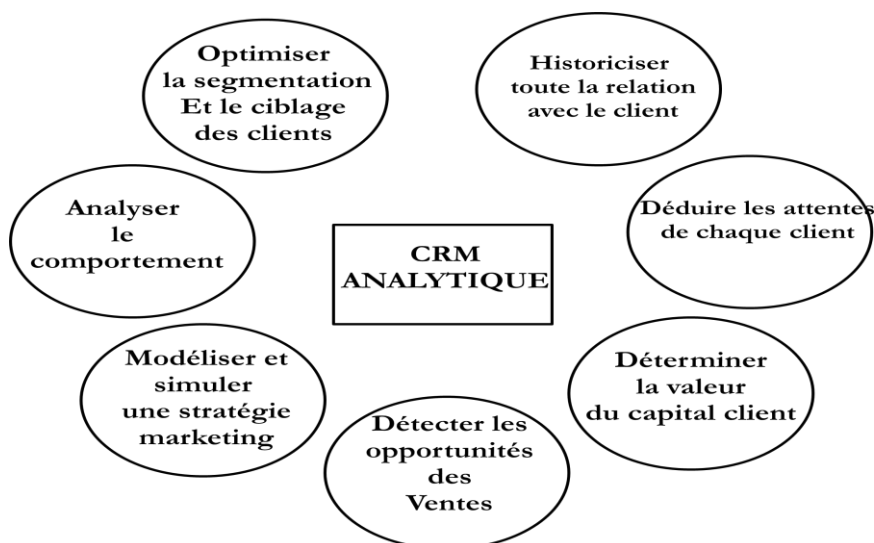 Optimiser
la segmentation
Et le ciblage
des clients
Historiciser
toute la relation
avec le client
Analyser
le
comportement
CRM
ANALYTIQUE
Déduire les attentes
de chaque client
Modéliser et
simuler
une stratégie
marketing
Détecter les
opportunités
des
Ventes
Déterminer
la valeur
du capital client